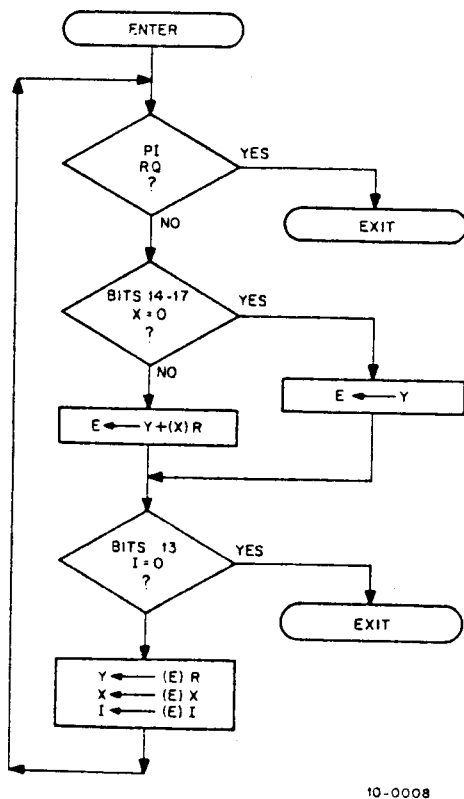 ENTER
PI
RQ
?
YES
EXIT
NO
BITS 14-17
X = 0
?
YES
NO
E ← Y
E ← Y+(X) R
BITS 13
I = 0
?
YES
EXIT
Y ← (E) R
X ← (E) X
I ← (E) I
10-0008